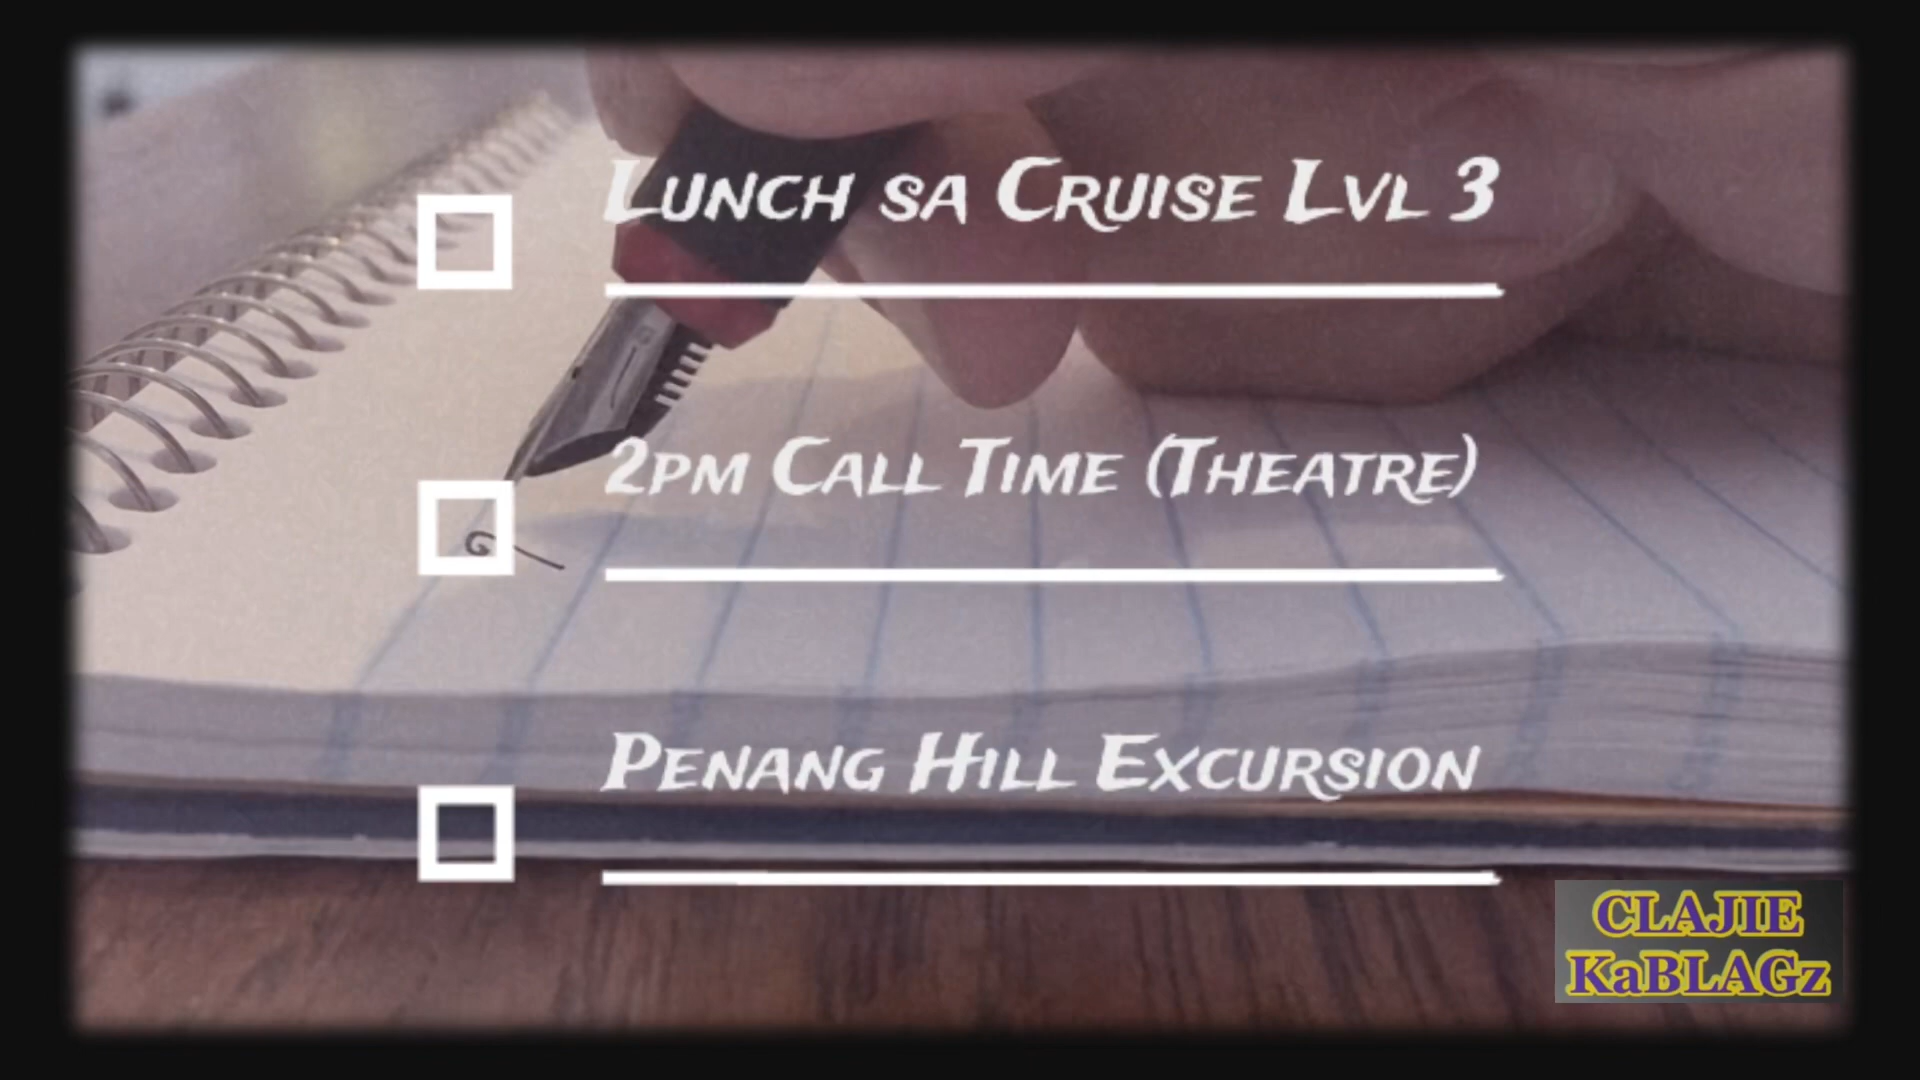 Lunch sa Cruise Lvl 3
2pm Call Time (Theatre)
Penang Hill Excursion
CLAJIE
KaBLAGz